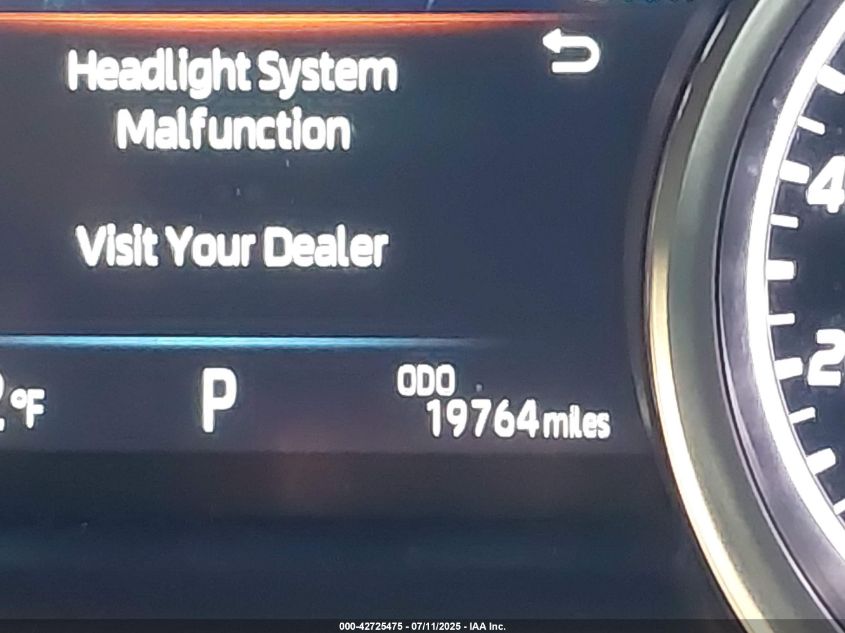 Headlight System
Malfunction
Visit Your Dealer
°F
P
ODO
19764 miles
4
2
000-42725475 - 07/11/2025 - IAA Inc.